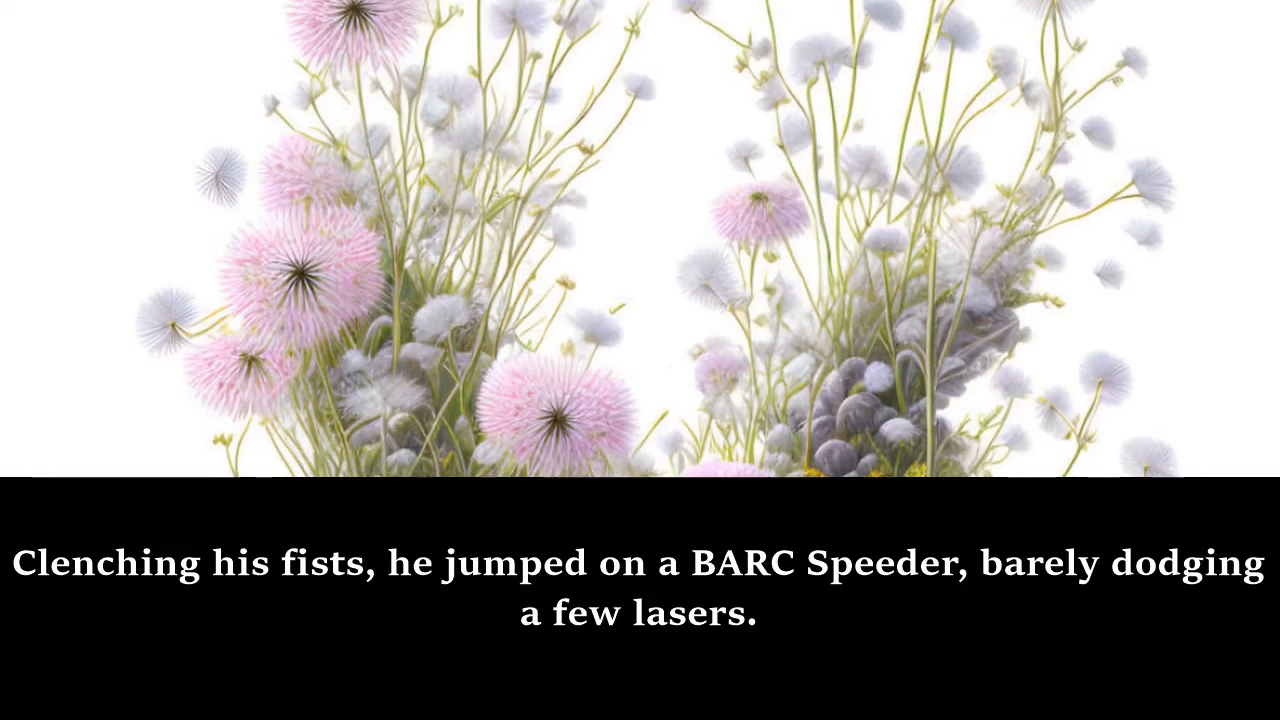 Clenching his fists, he jumped on a BARC Speeder, barely dodging
a few lasers.